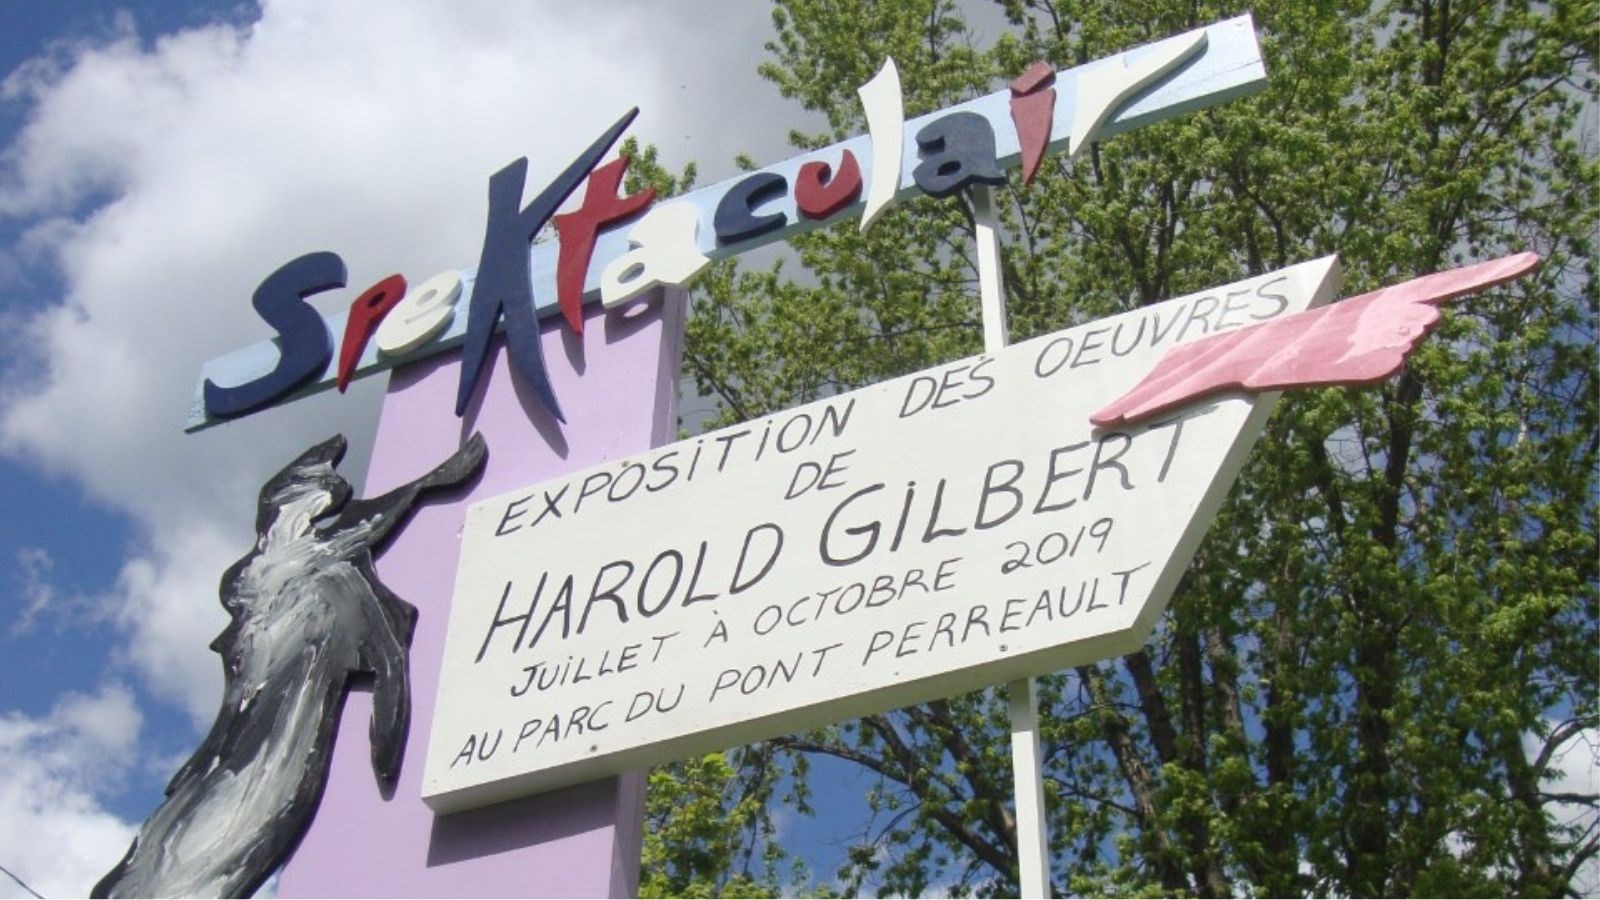 SpeKtaculair
EXPOSITION DES OEUVRES
DE
HAROLD GILBERT
JUILLET À OCTOBRE 2019
AU PARC DU PONT PERREAULT